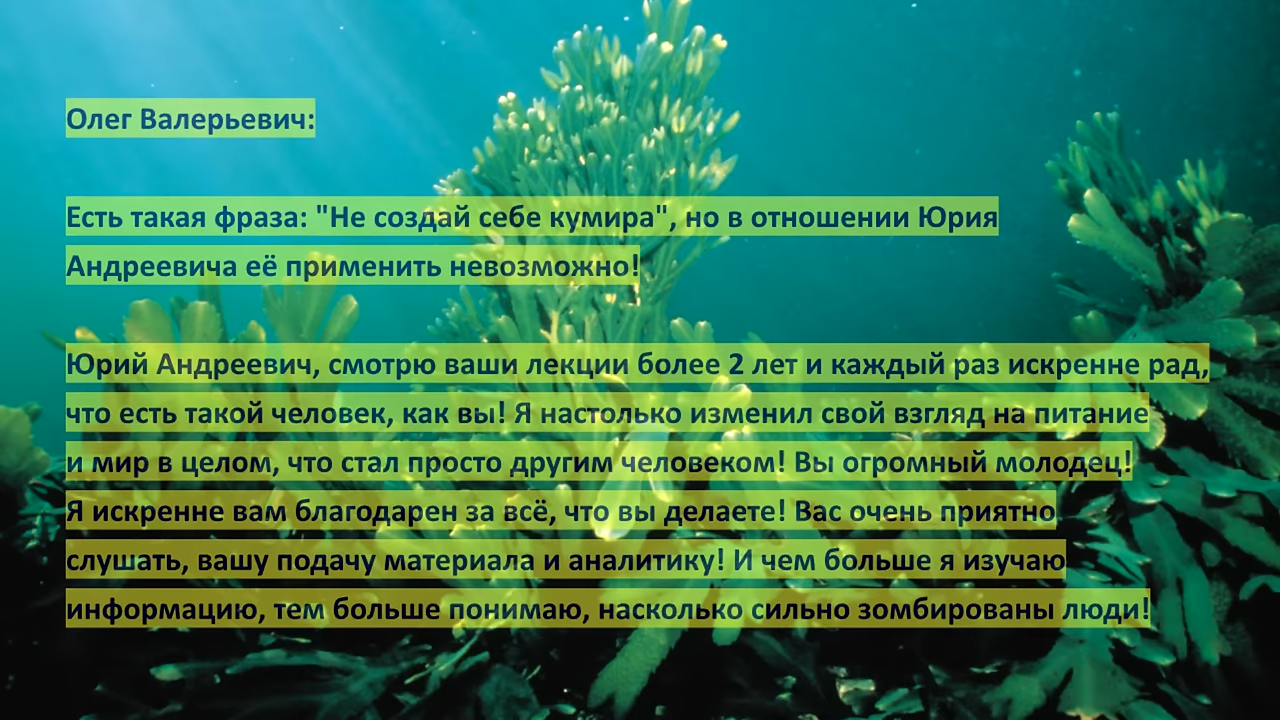 Олег Валерьевич:
Есть такая фраза: "Не создай себе кумира", но в отношении Юрия
Андреевича её применить невозможно!
Юрий Андреевич, смотрю ваши лекции более 2 лет и каждый раз искренне рад,
что есть такой человек, как вы! Я настолько изменил свой взгляд на питание
и мир в целом, что стал просто другим человеком! Вы огромный молодец!
Я искренне вам благодарен за всё, что вы делаете! Вас очень приятно
слушать, вашу подачу материала и аналитику! И чем больше я изучаю
информацию, тем больше понимаю, насколько сильно зомбированы люди!